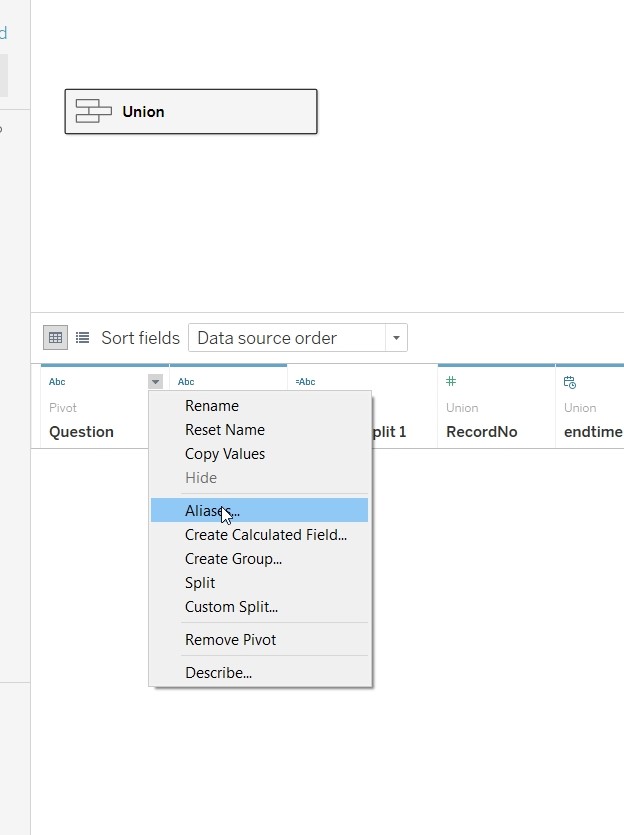 d
Union
Sort fields
Data source order
Abc
Abc
=Abc
#
Pivot
Union
Union
Question
plit 1
RecordNo
endtime
Rename
Reset Name
Copy Values
Hide
Aliases...
Create Calculated Field...
Create Group...
Split
Custom Split...
Remove Pivot
Describe...